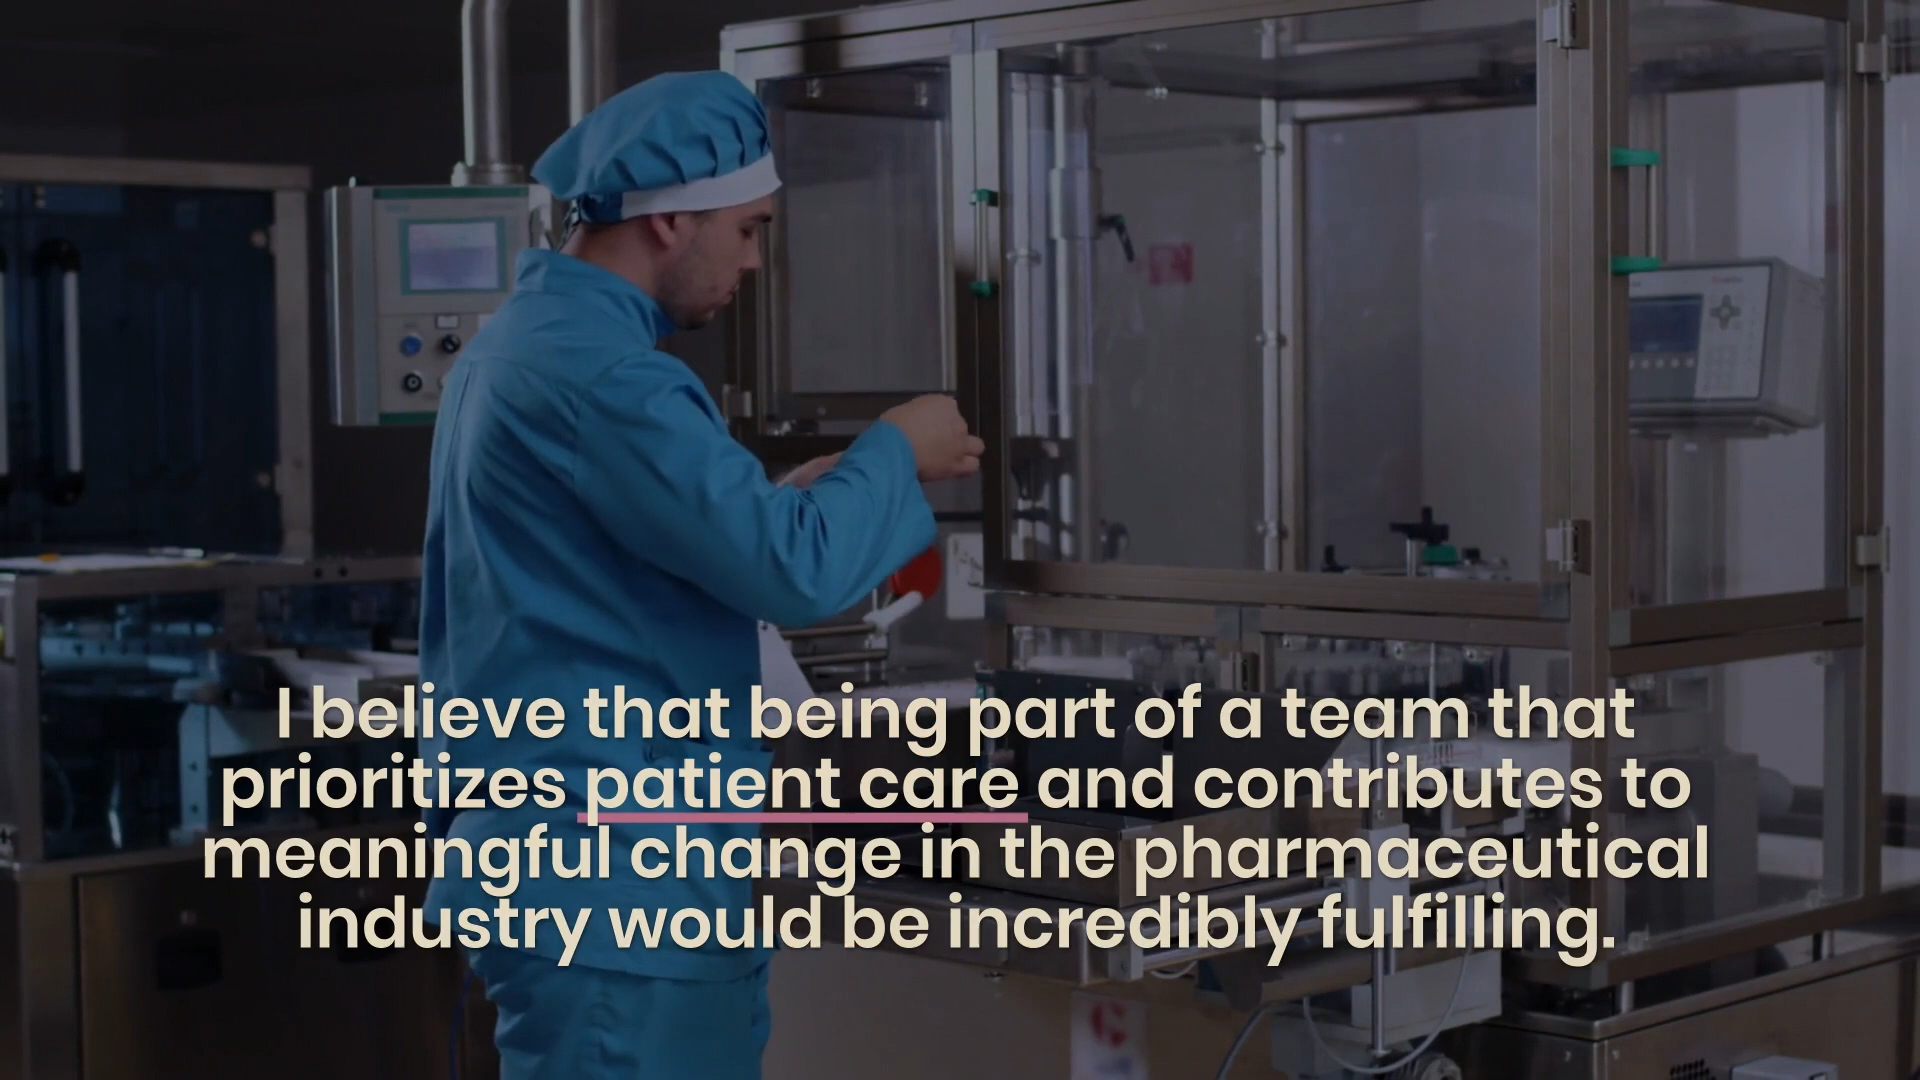 I believe that being part of a team that
prioritizes patient care and contributes to
meaningful change in the pharmaceutical
industry would be incredibly fulfilling.